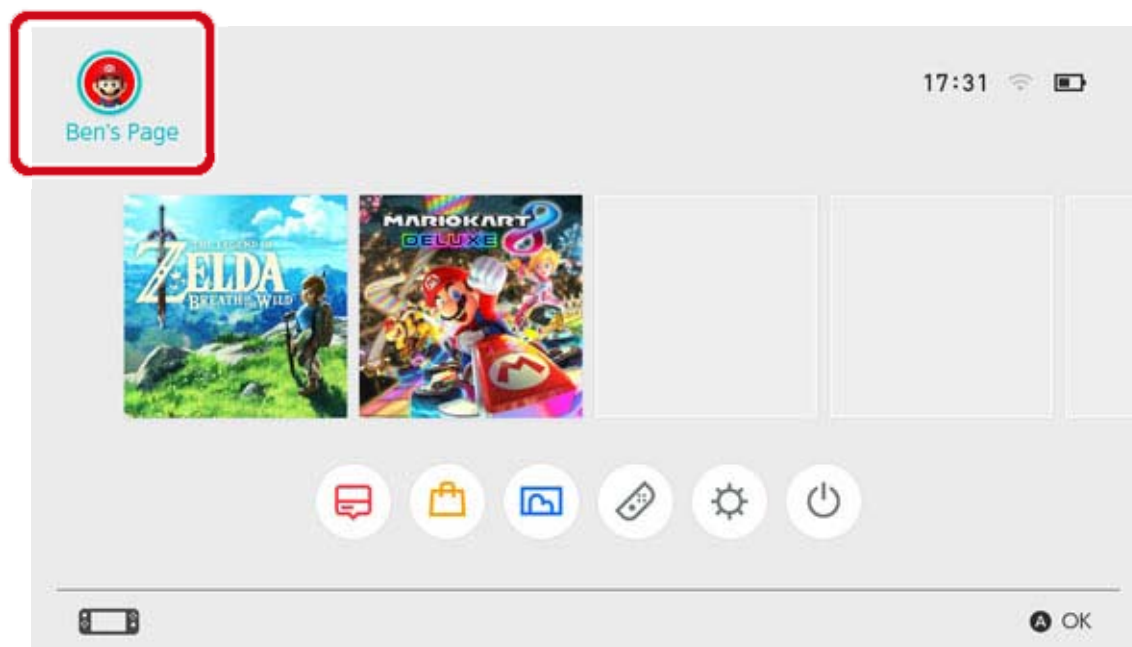 17:31
Ben's Page
THE LEGEND OF
ZELDA
BREATH OF THE WILD
MARIOKART 8
DELUXE
M
A OK